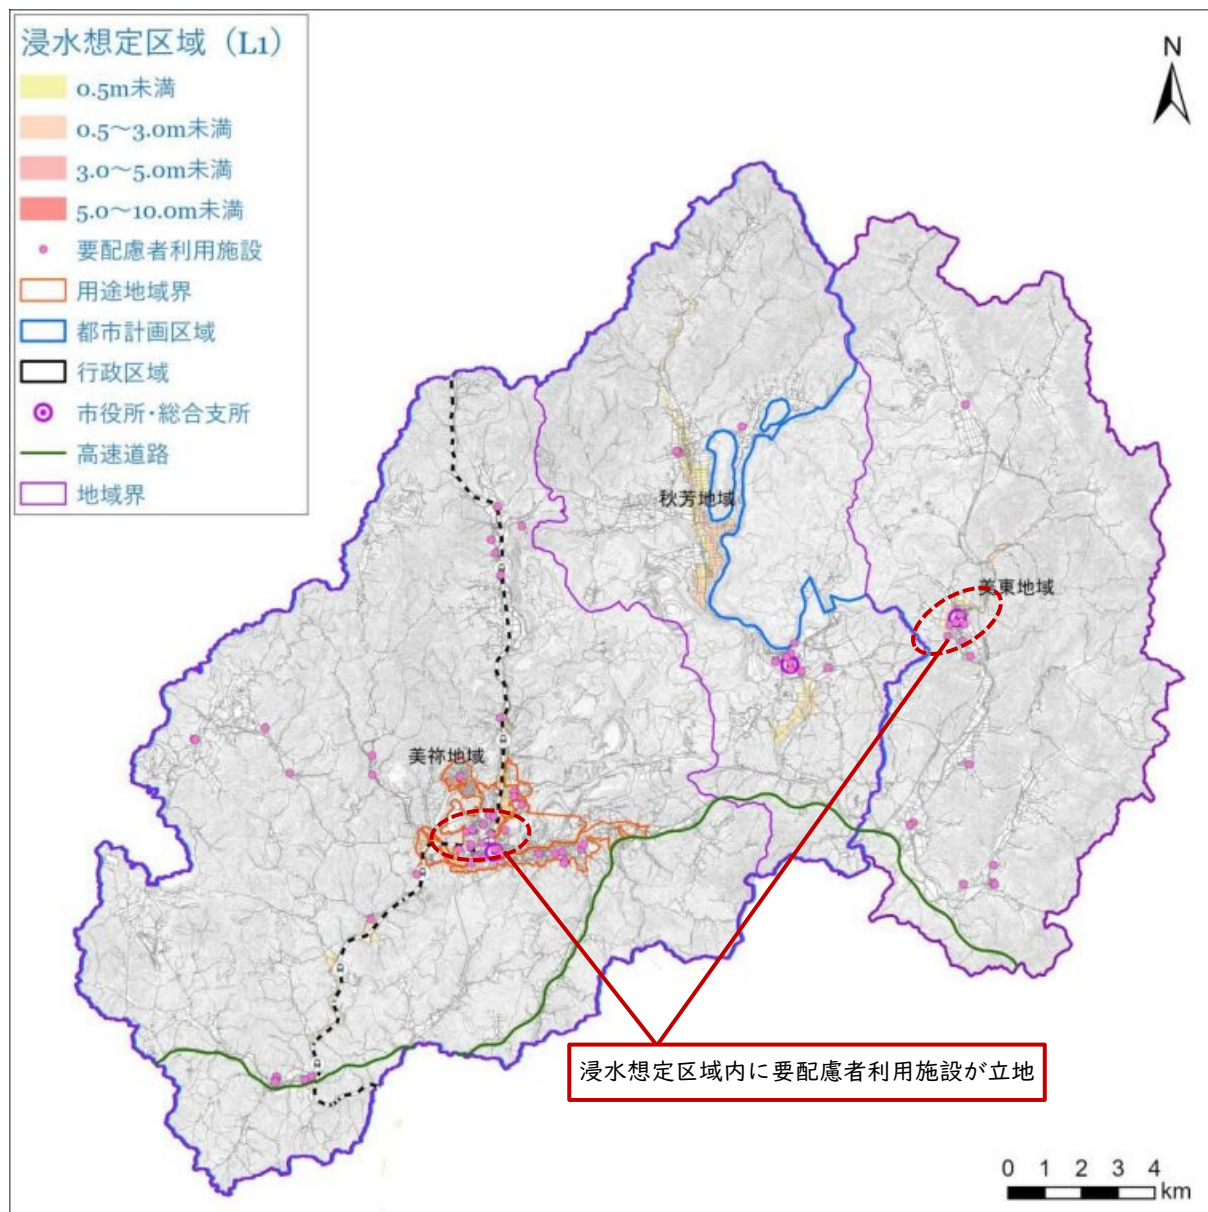 浸水想定区域（L1）
0.5m未満
0.5～3.0m未満
3.0～5.0m未満
5.0～10.0m未満
要配慮者利用施設
用途地域界
都市計画区域
行政区域
市役所・総合支所
高速道路
地域界
N
秋芳地域
美東地域
美祢地域
浸水想定区域内に要配慮者利用施設が立地
0 1 2 3 4
km